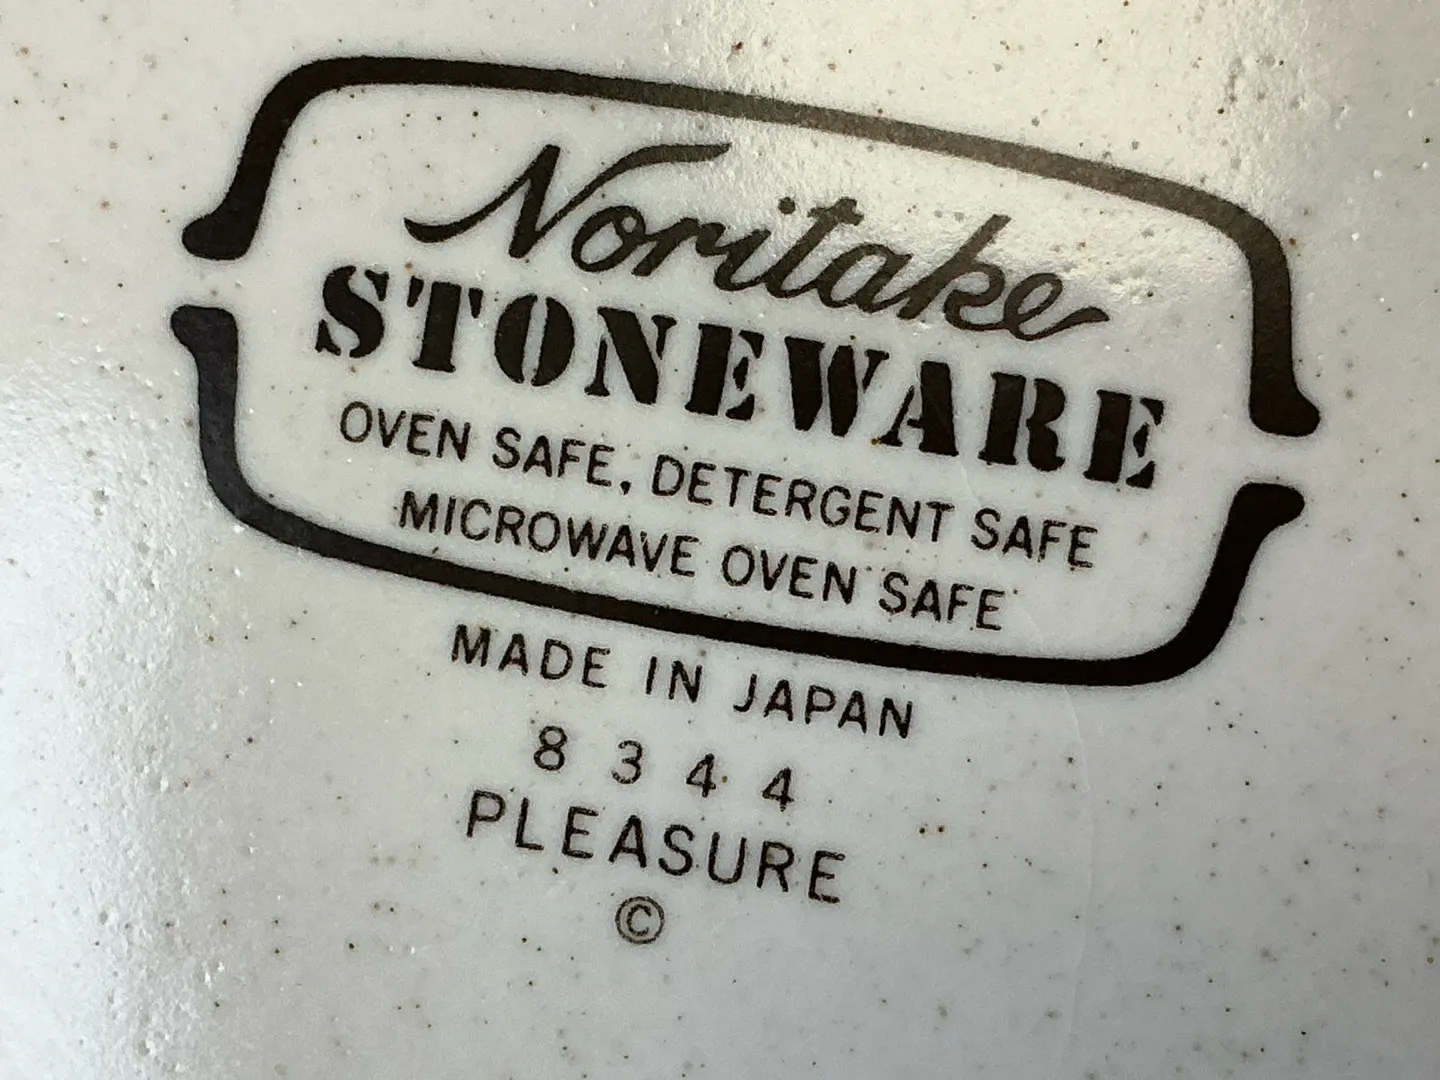 Noritake
STONEWARE
OVEN SAFE, DETERGENT SAFE
MICROWAVE OVEN SAFE
MADE IN JAPAN
8344
PLEASURE
©